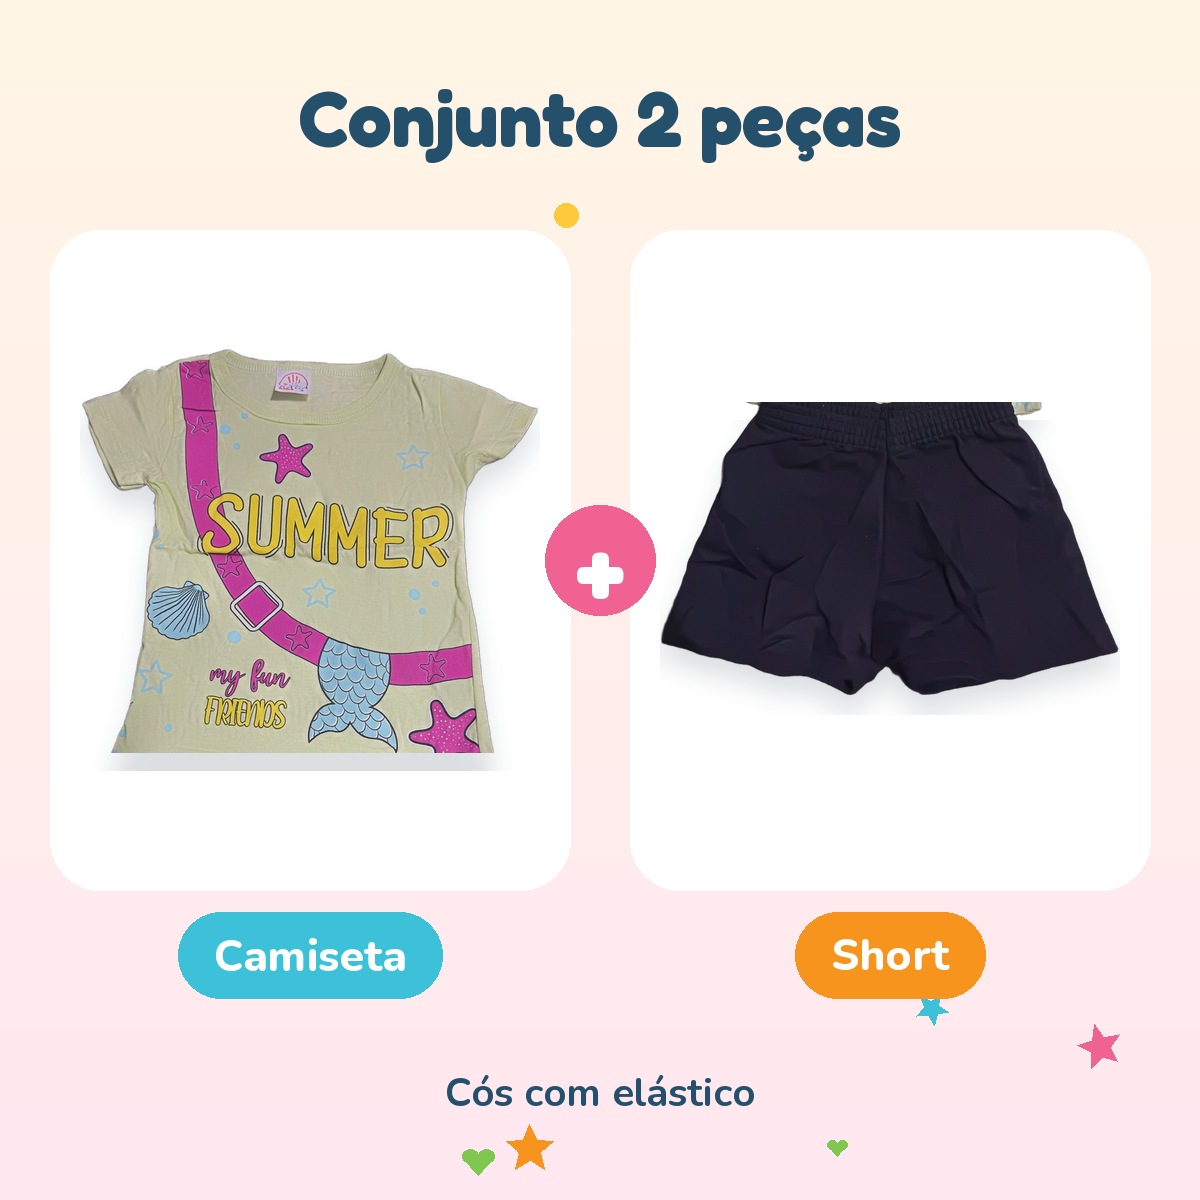 Conjunto 2 peças
SUMMER
my fun
FRIENDS
Camiseta
Short
Cós com elástico